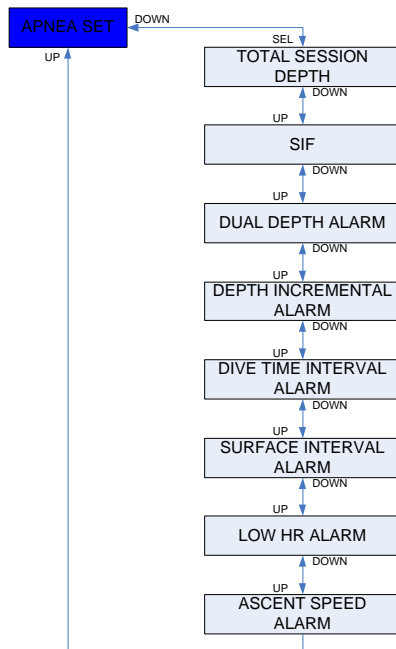 APNEA SET
DOWN
UP
SEL
TOTAL SESSION
DEPTH
DOWN
UP
SIF
DOWN
UP
DUAL DEPTH ALARM
DOWN
UP
DEPTH INCREMENTAL
ALARM
DOWN
UP
DIVE TIME INTERVAL
ALARM
DOWN
UP
SURFACE INTERVAL
ALARM
DOWN
UP
LOW HR ALARM
DOWN
UP
ASCENT SPEED
ALARM